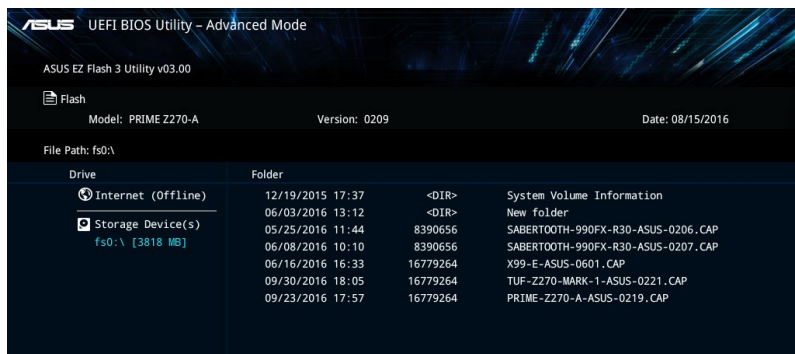 ASUS UEFI BIOS Utility – Advanced Mode
ASUS EZ Flash 3 Utility v03.00
Flash
Model: PRIME Z270-A Version: 0209 Date: 08/15/2016
File Path: fs0:\
Drive Folder
Internet (Offline) 12/19/2015 17:37 <DIR> System Volume Information
06/03/2016 13:12 <DIR> New folder
Storage Device(s) 05/25/2016 11:44 8390656 SABERTOOTH-990FX-R30-ASUS-0206.CAP
fs0:\ [3818 MB] 06/08/2016 10:10 8390656 SABERTOOTH-990FX-R30-ASUS-0207.CAP
06/16/2016 16:33 16779264 X99-E-ASUS-0601.CAP
09/30/2016 18:05 16779264 TUF-Z270-MARK-1-ASUS-0221.CAP
09/23/2016 17:57 16779264 PRIME-Z270-A-ASUS-0219.CAP